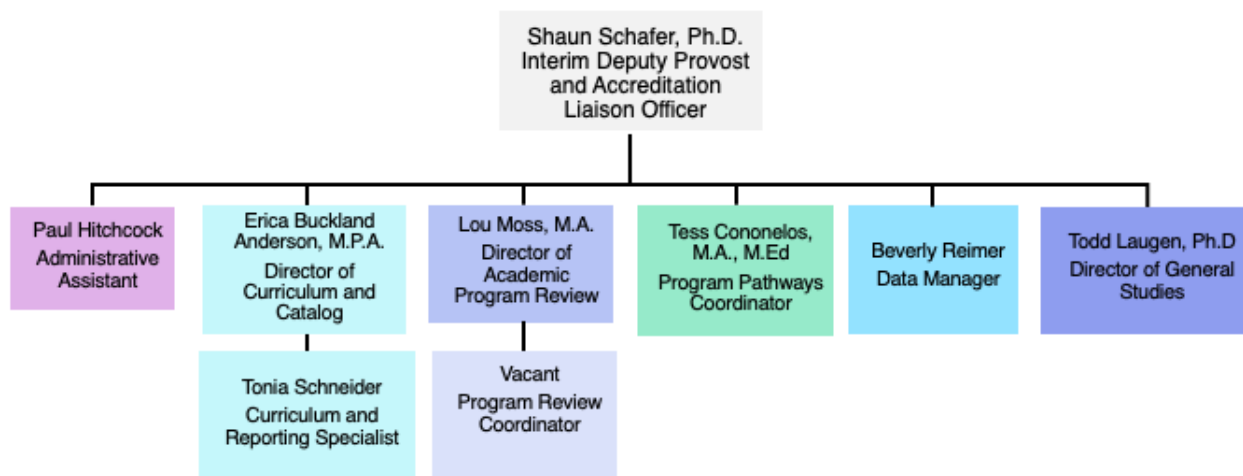 Shaun Schafer, Ph.D.
Interim Deputy Provost
and Accreditation
Liaison Officer
Paul Hitchcock
Administrative
Assistant
Erica Buckland
Anderson, M.P.A.
Director of
Curriculum and
Catalog
Lou Moss, M.A.
Director of
Academic
Program Review
Tess Cononelos,
M.A., M.Ed
Program Pathways
Coordinator
Beverly Reimer
Data Manager
Todd Laugen, Ph.D
Director of General
Studies
Tonia Schneider
Curriculum and
Reporting Specialist
Vacant
Program Review
Coordinator